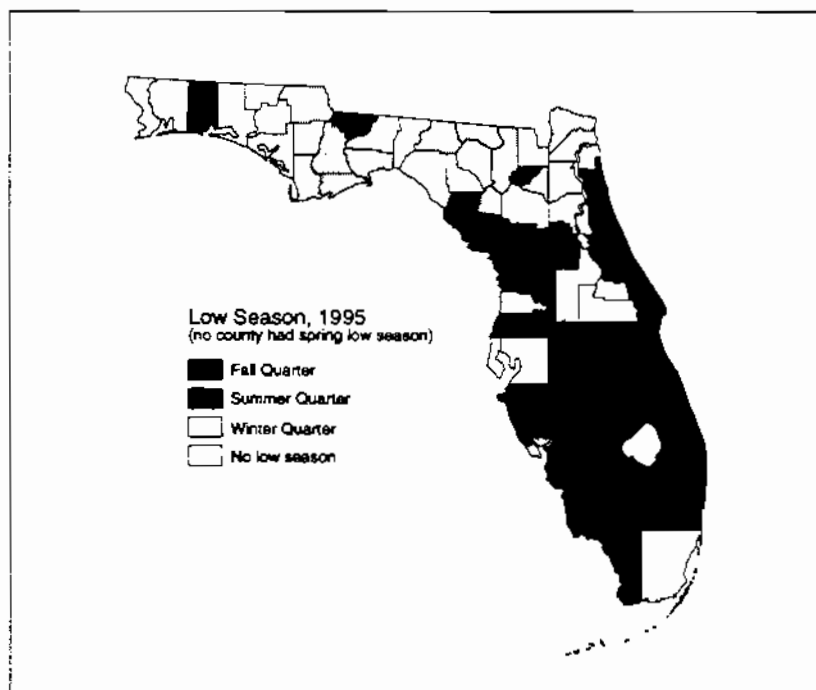 Low Season, 1995
(no county had spring low season)
Fall Quarter
Summer Quarter
Winter Quarter
No low season